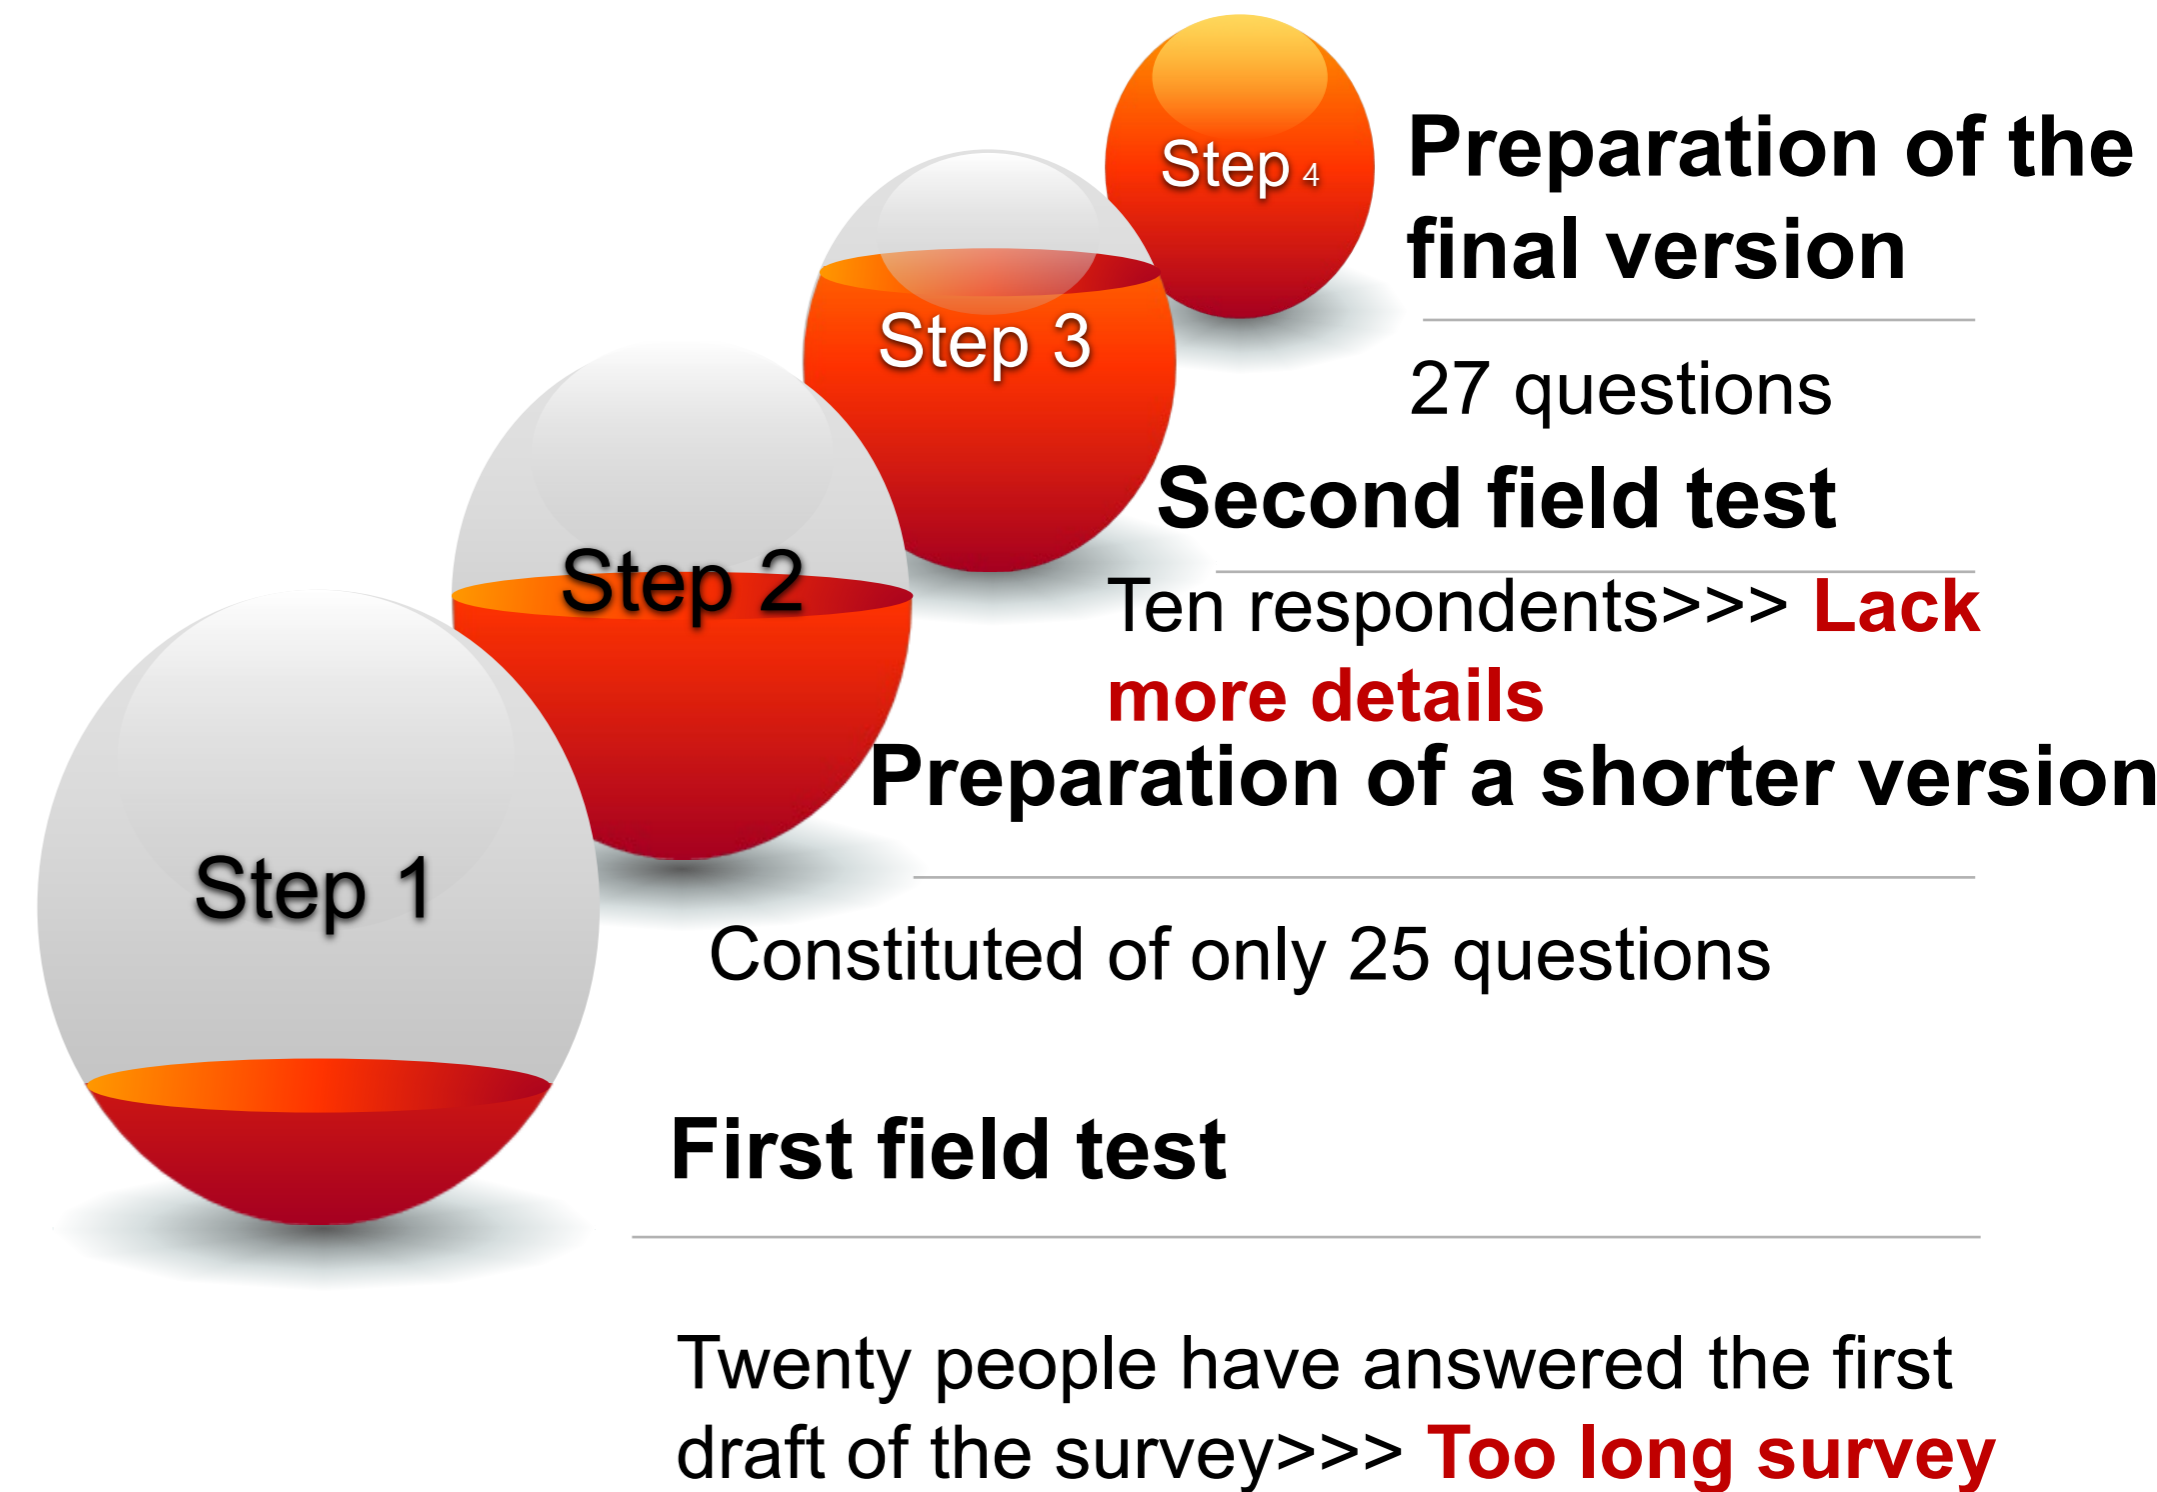 Step 4
Preparation of the
final version
27 questions
Step 3
Second field test
Ten respondents>>> Lack
more details
Step 2
Preparation of a shorter version
Constituted of only 25 questions
Step 1
First field test
Twenty people have answered the first
draft of the survey>>> Too long survey